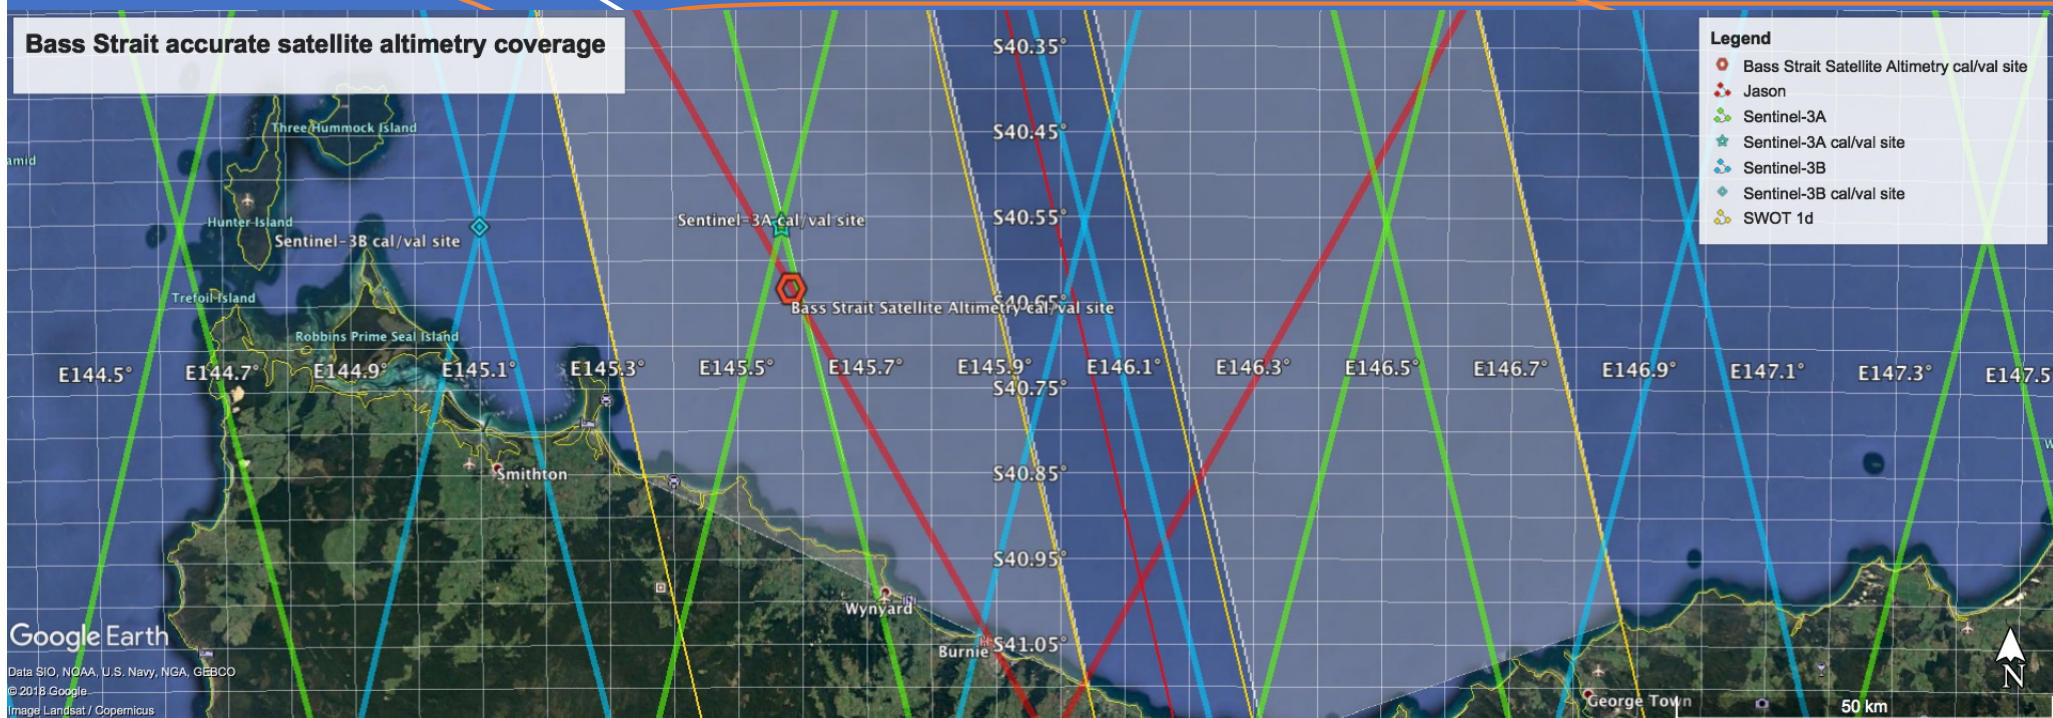 Bass Strait accurate satellite altimetry coverage
Legend
Bass Strait Satellite Altimetry cal/val site
Jason
Sentinel-3A
Sentinel-3A cal/val site
Sentinel-3B
Sentinel-3B cal/val site
SWOT 1d
S40.35°
Three Hummock Island
S40.45°
amid
Hunter Island
Sentinel-3A cal/val site
S40.55°
Sentinel-3B cal/val site
Trefoil Island
S40.65°
Bass Strait Satellite Altimetry cal/val site
Robbins Prime Seal Island
E144.5°
E144.7°
E144.9°
E145.1°
E145.3°
E145.5°
E145.7°
E145.9°
E146.1°
E146.3°
E146.5°
E146.7°
E146.9°
E147.1°
E147.3°
E147.5
S40.75°
W
Smithton
S40.85°
S40.95°
Wynyard
Google Earth
S41.05°
Burnie
Data SIO, NOAA, U.S. Navy, NGA, GEBCO
© 2018 Google
Image Landsat / Copernicus
N
George Town
50 km